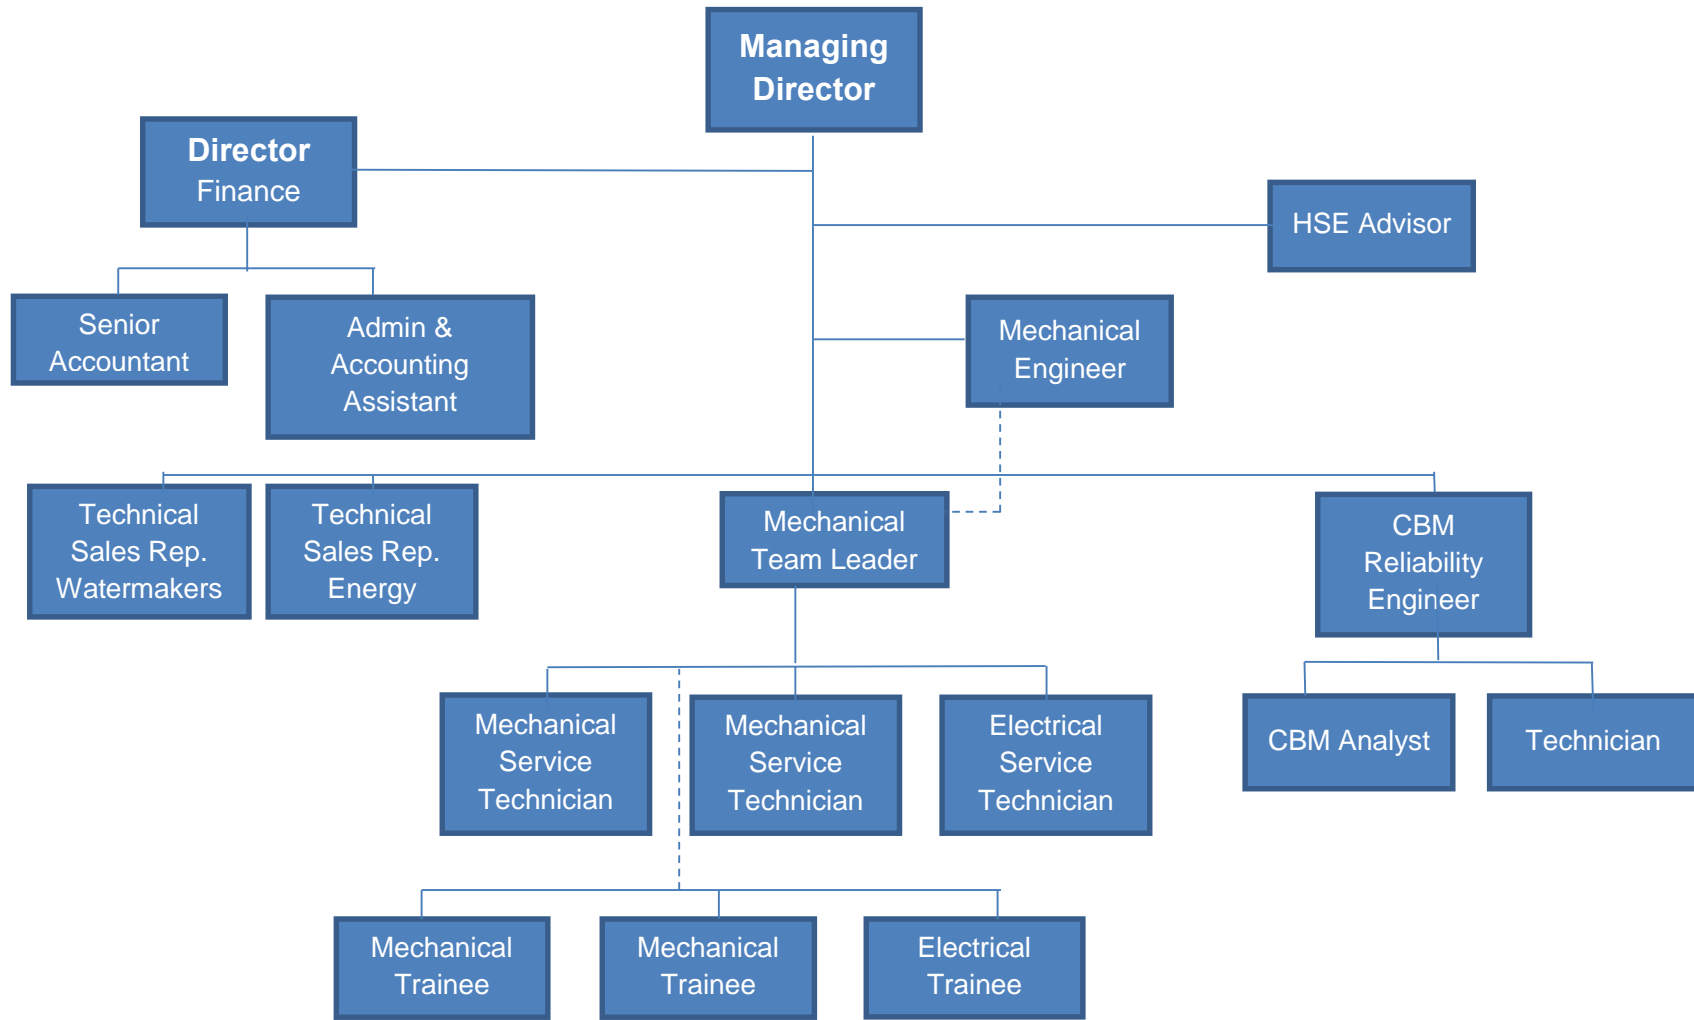 Managing
Director
Director
Finance
HSE Advisor
Senior
Accountant
Admin &
Accounting
Assistant
Mechanical
Engineer
Technical
Sales Rep.
Watermakers
Technical
Sales Rep.
Energy
Mechanical
Team Leader
CBM
Reliability
Engineer
Mechanical
Service
Technician
Mechanical
Service
Technician
Electrical
Service
Technician
CBM Analyst
Technician
Mechanical
Trainee
Mechanical
Trainee
Electrical
Trainee